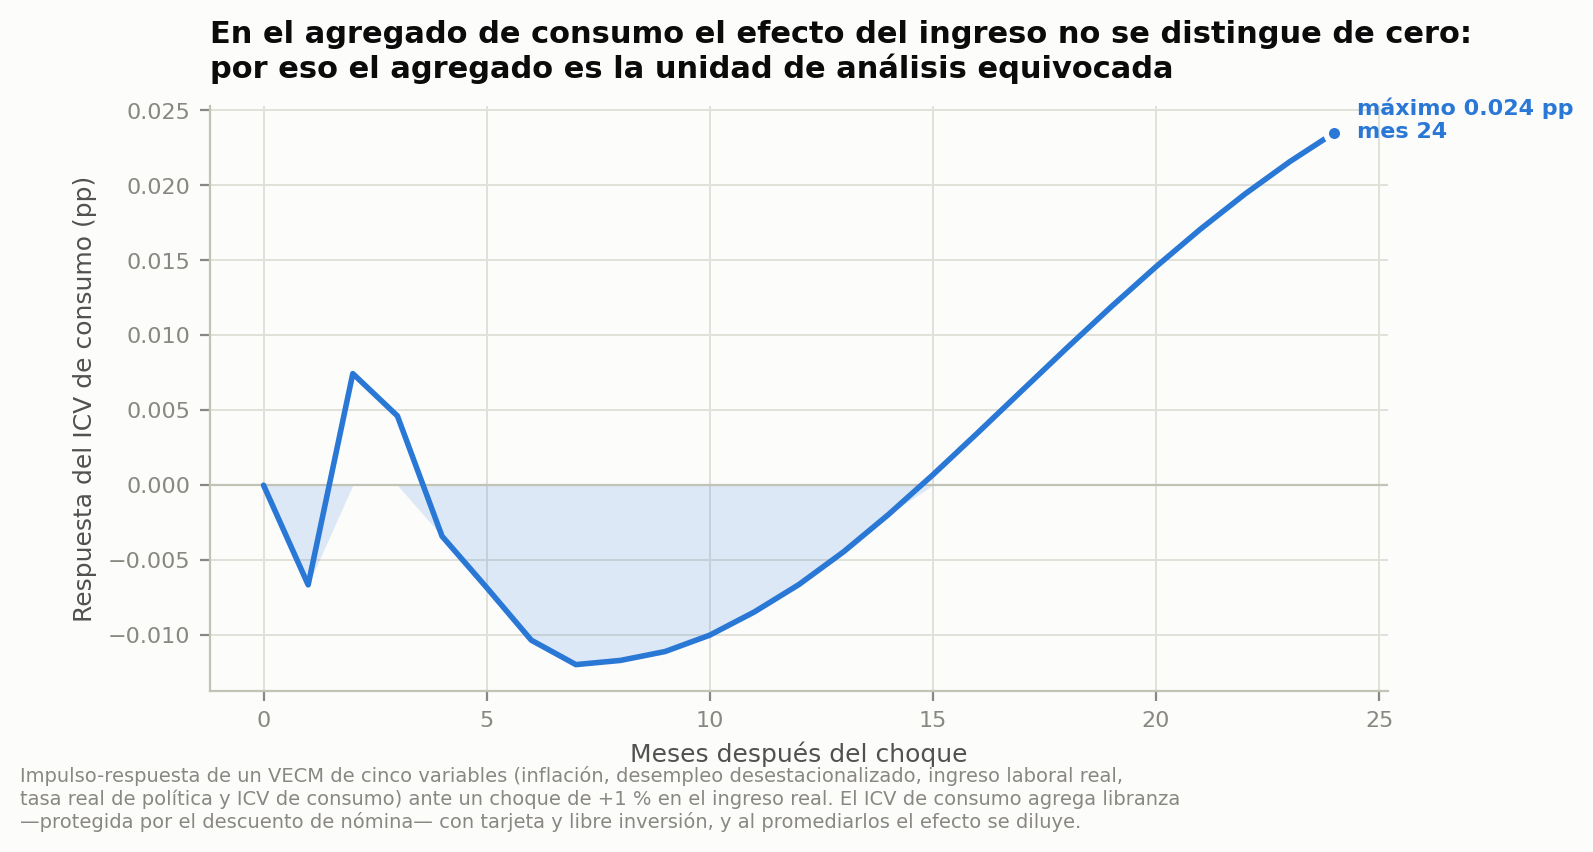 En el agregado de consumo el efecto del ingreso no se distingue de cero:
por eso el agregado es la unidad de análisis equivocada
máximo 0.024 pp
mes 24
Respuesta del ICV de consumo (pp)
0.025
0.020
0.015
0.010
0.005
0.000
−0.005
−0.010
0
5
10
15
20
25
Meses después del choque
Impulso-respuesta de un VECM de cinco variables (inflación, desempleo desestacionalizado, ingreso laboral real,
tasa real de política y ICV de consumo) ante un choque de +1 % en el ingreso real. El ICV de consumo agrega libranza
—protegida por el descuento de nómina— con tarjeta y libre inversión, y al promediarlos el efecto se diluye.